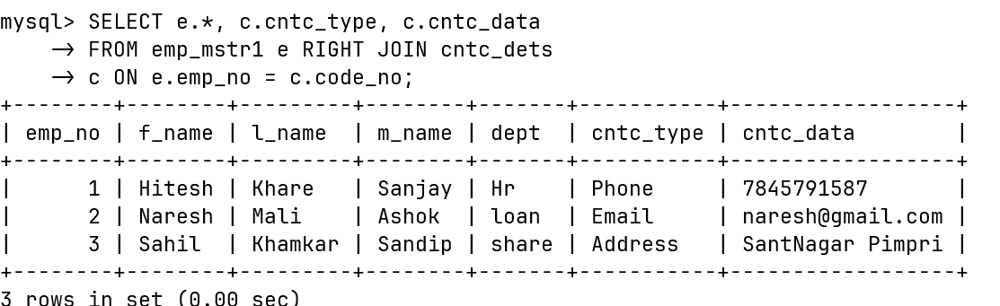 mysql> SELECT e.*, c.cntc_type, c.cntc_data
    -> FROM emp_mstr1 e RIGHT JOIN cntc_dets
    -> c ON e.emp_no = c.code_no;
+--------+--------+---------+--------+-------+-----------+------------------+
| emp_no | f_name | l_name  | m_name | dept  | cntc_type | cntc_data        |
+--------+--------+---------+--------+-------+-----------+------------------+
|      1 | Hitesh | Khare   | Sanjay | Hr    | Phone     | 7845791587       |
|      2 | Naresh | Mali    | Ashok  | loan  | Email     | naresh@gmail.com |
|      3 | Sahil  | Khamkar | Sandip | share | Address   | SantNagar Pimpri |
+--------+--------+---------+--------+-------+-----------+------------------+
3 rows in set (0.00 sec)